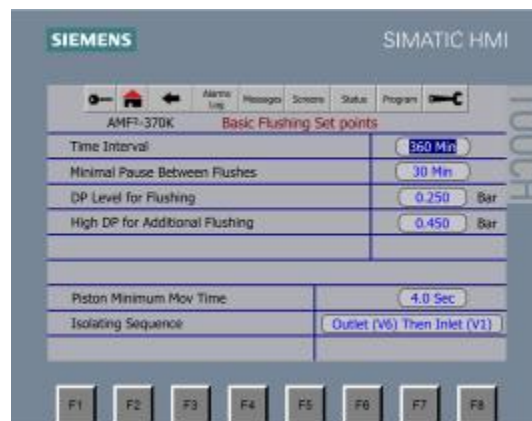 SIEMENS SIMATIC HMI
TOUCH
Alarms Log Messages Screens Status Program
AMF²-370K Basic Flushing Set points
Time Interval 360 Min
Minimal Pause Between Flushes 30 Min
DP Level for Flushing 0.250 Bar
High DP for Additional Flushing 0.450 Bar
Piston Minimum Mov Time 4.0 Sec
Isolating Sequence Outlet (V6) Then Inlet (V1)
F1 F2 F3 F4 F5 F6 F7 F8